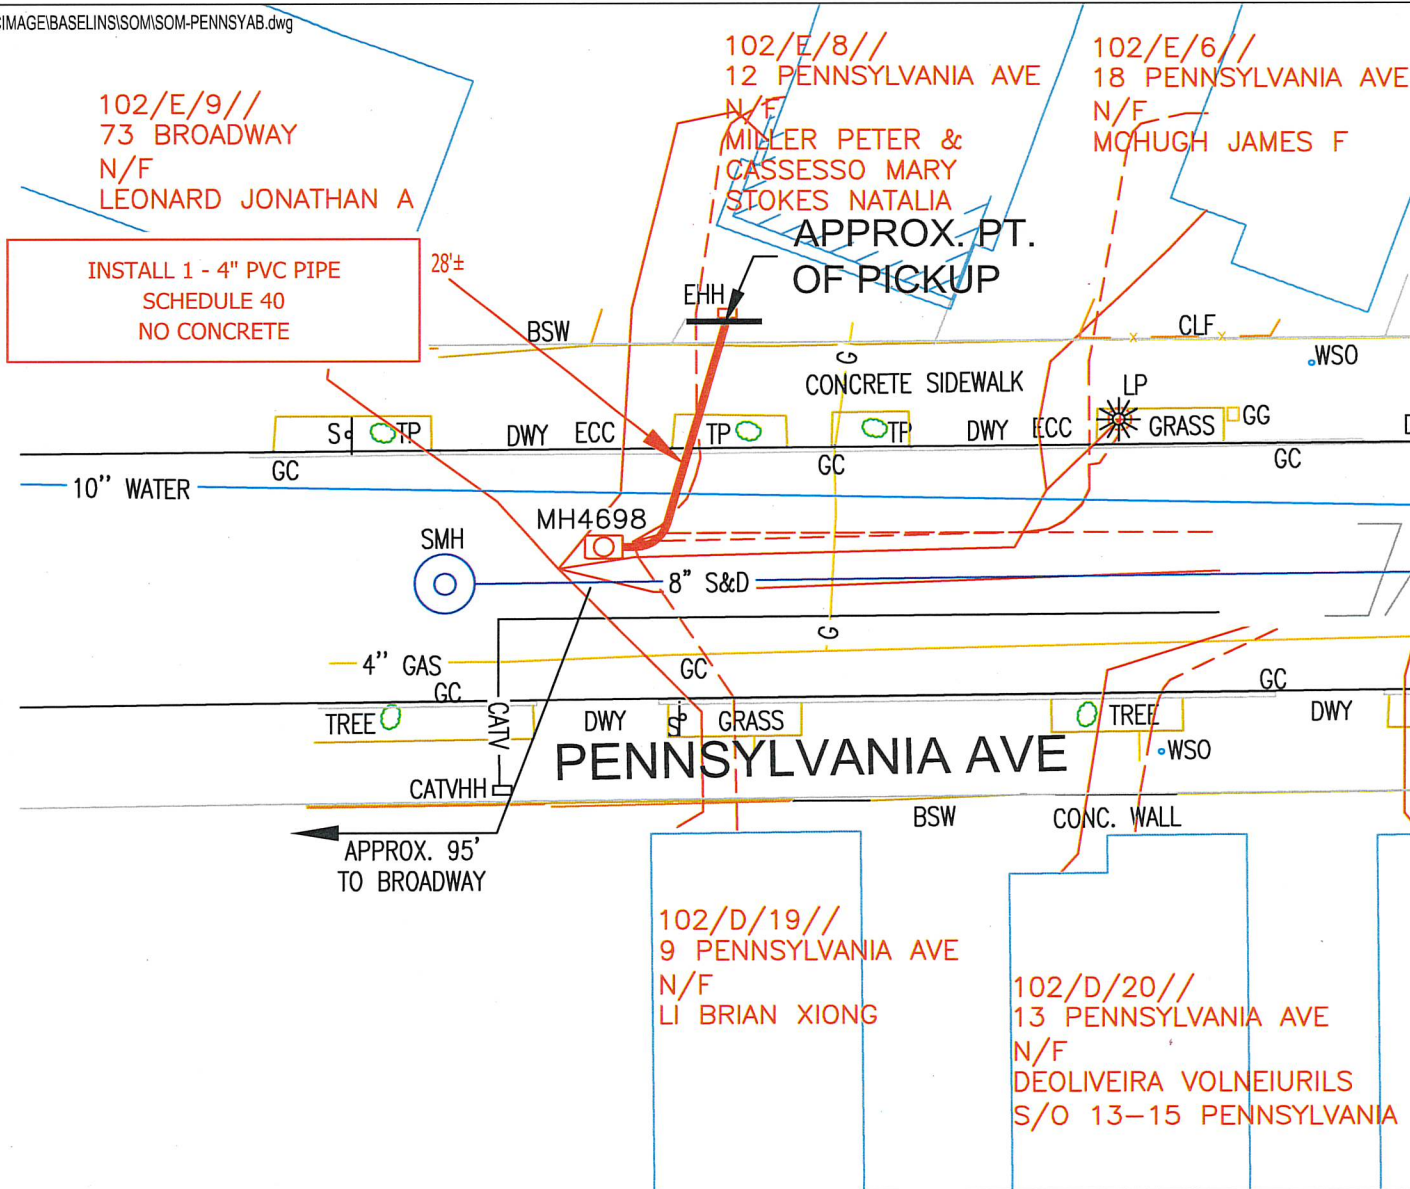 CIMAGE\BASELINS\SOM\SOM-PENNSYAB.dwg
102/E/9//
73 BROADWAY
N/F
LEONARD JONATHAN A
102/E/8//
12 PENNSYLVANIA AVE
N/F
MILLER PETER &
CASSESSO MARY
STOKES NATALIA
102/E/6//
18 PENNSYLVANIA AVE
N/F
MCHUGH JAMES F
APPROX. PT.
OF PICKUP
INSTALL 1 - 4" PVC PIPE
SCHEDULE 40
NO CONCRETE
28'±
EHH
BSW
CLF
WSO
G
CONCRETE SIDEWALK
LP
S
TP
DWY
ECC
TP
TP
DWY
ECC
GRASS
GG
D
GC
GC
GC
10'' WATER
MH4698
SMH
8" S&D
G
4'' GAS
GC
GC
GC
TREE
CATV
DWY
S
GRASS
TREE
DWY
PENNSYLVANIA AVE
WSO
CATVHH
BSW
CONC. WALL
APPROX. 95'
TO BROADWAY
102/D/19//
9 PENNSYLVANIA AVE
N/F
LI BRIAN XIONG
102/D/20//
13 PENNSYLVANIA AVE
N/F
DEOLIVEIRA VOLNEIURILS
S/O 13-15 PENNSYLVANIA